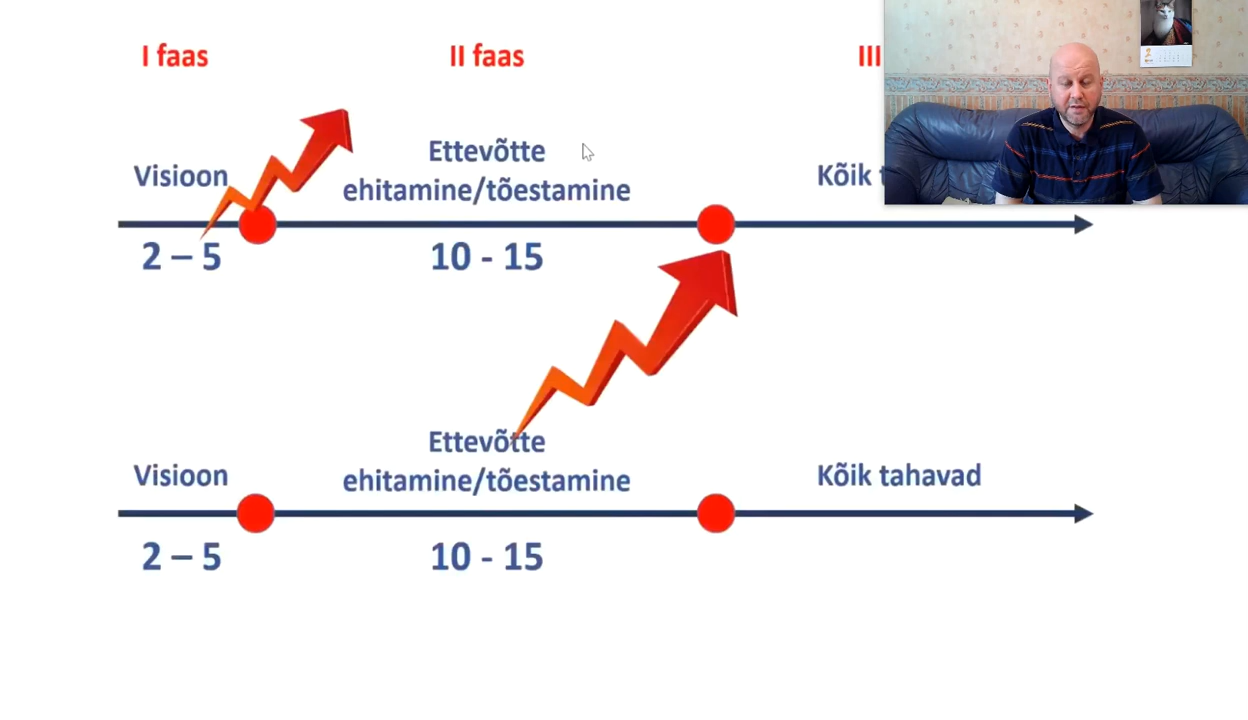 I faas
II faas
III
Visioon
Ettevõtte
ehitamine/tõestamine
Kõik
2 – 5
10 - 15
Visioon
Ettevõtte
ehitamine/tõestamine
Kõik tahavad
2 – 5
10 - 15